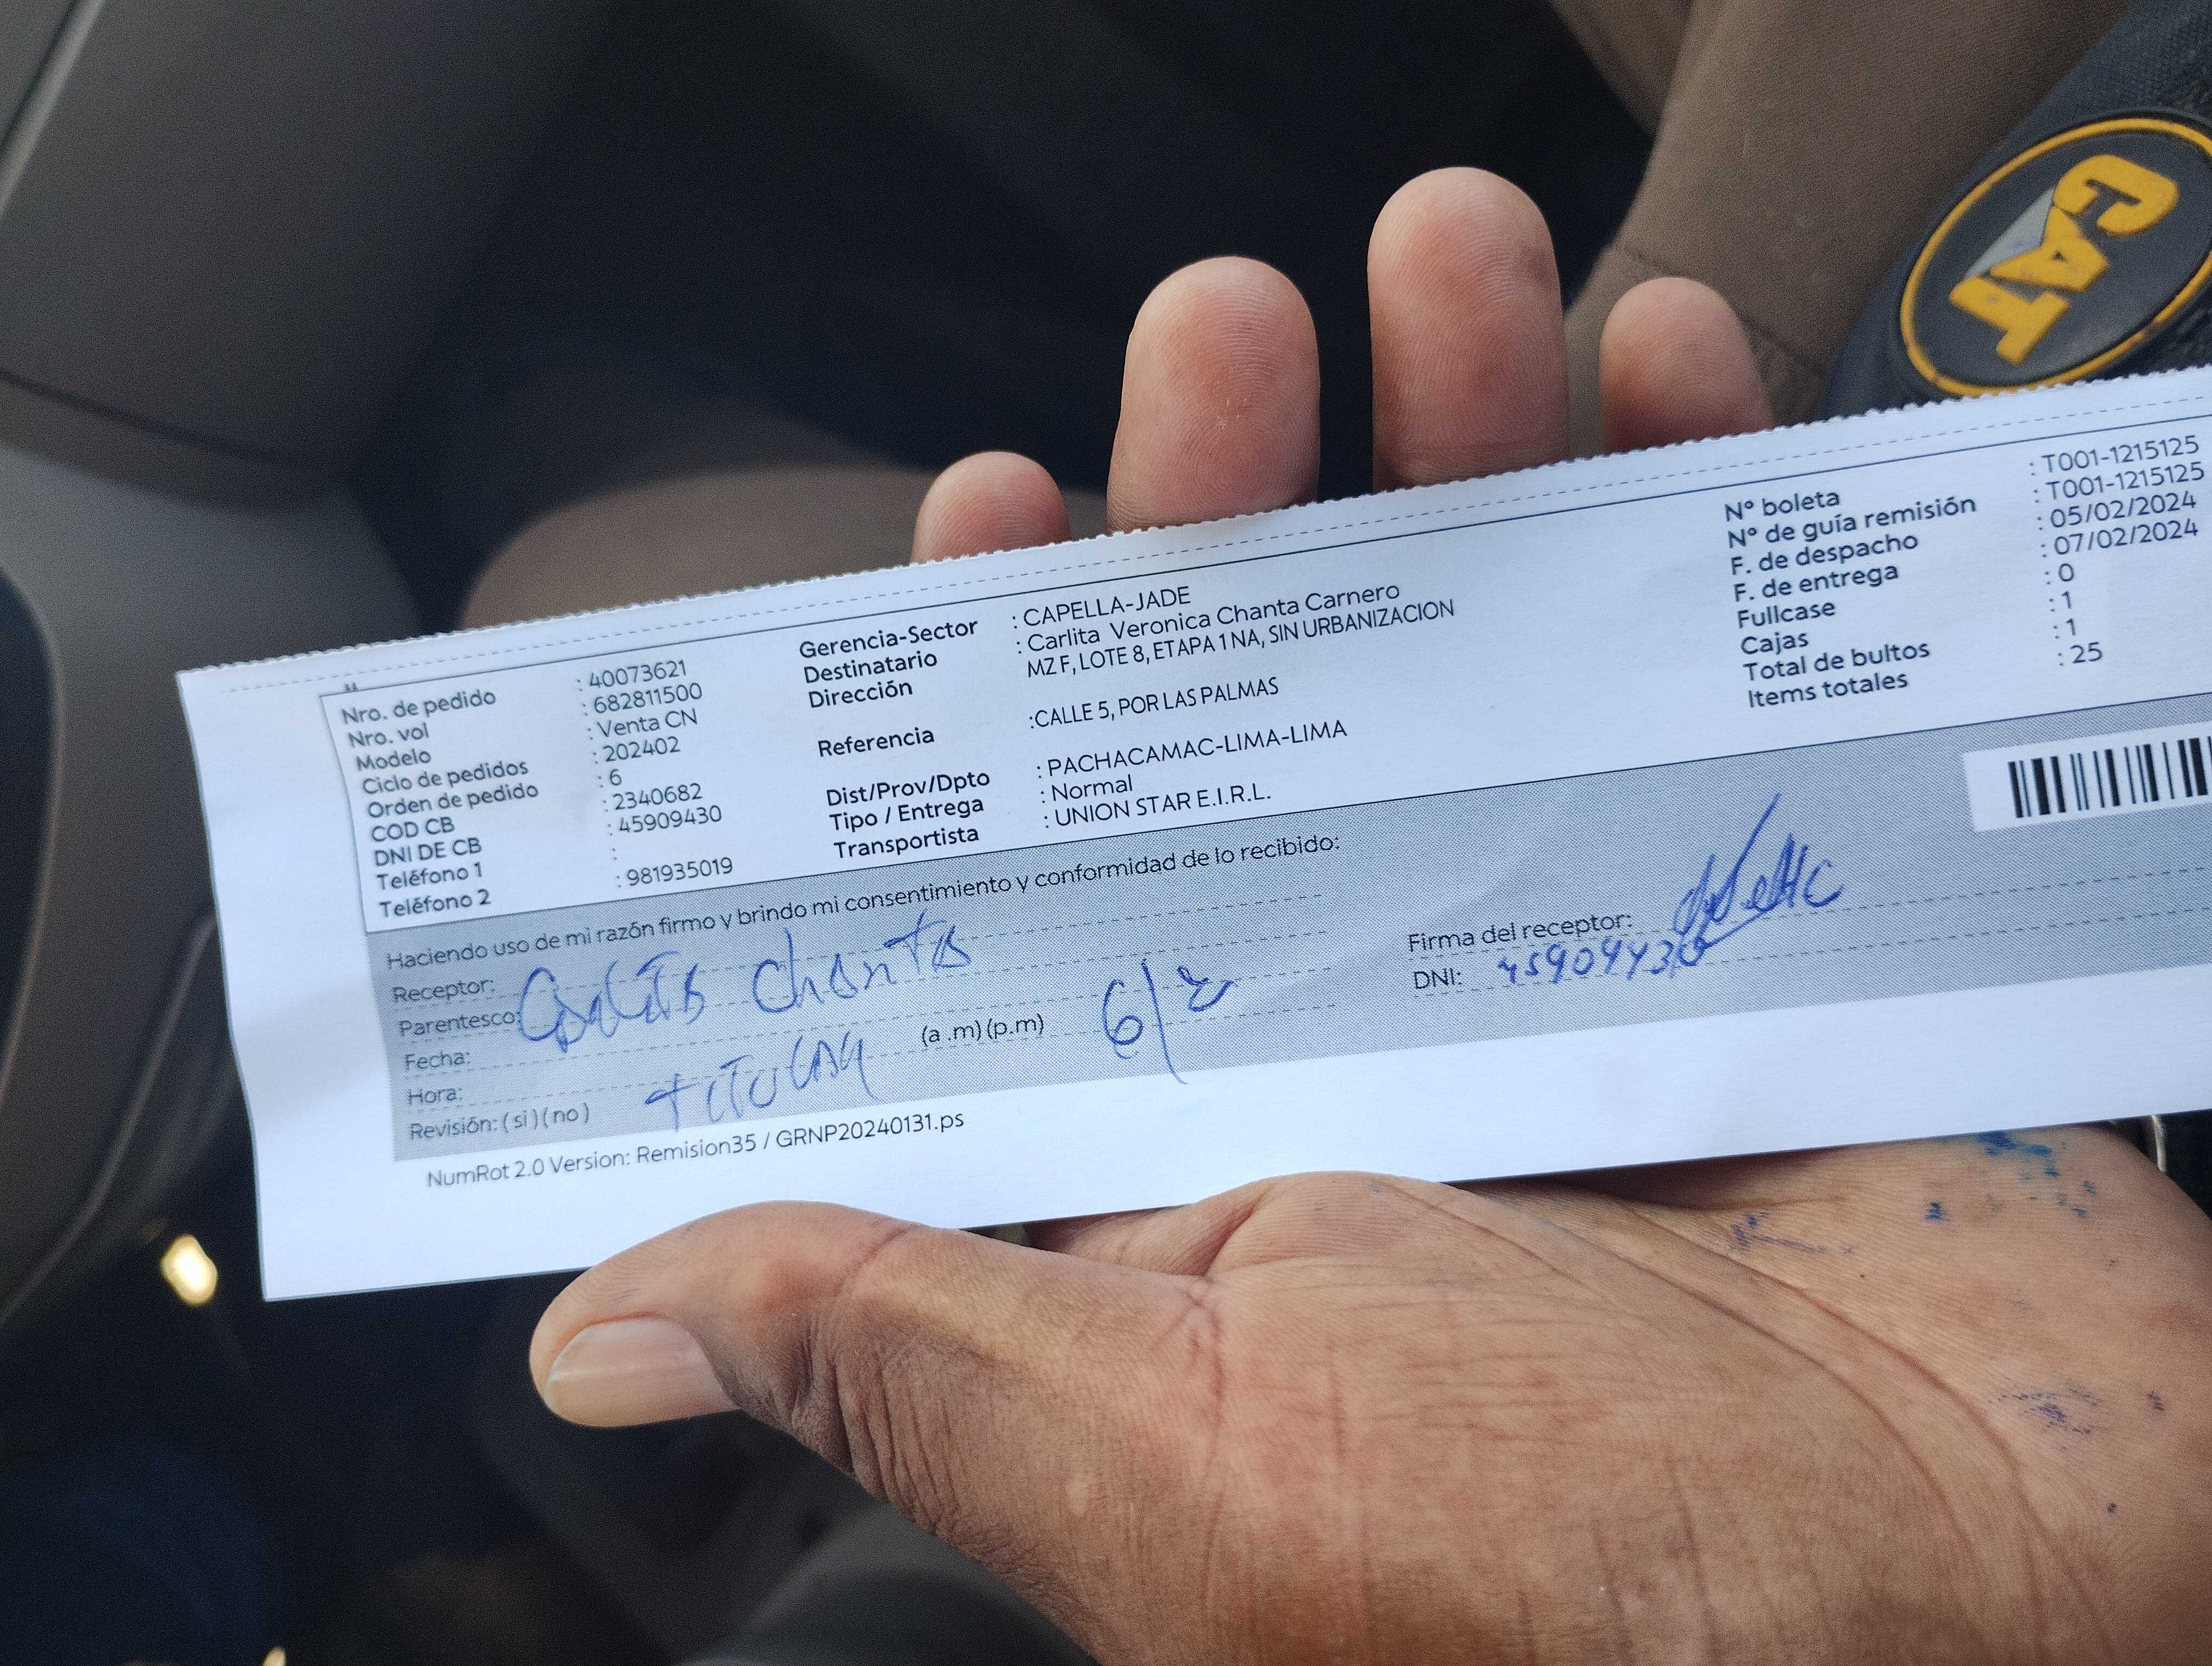 CAT
Nro. de pedido : 40073621
Nro. vol : 682811500
Modelo : Venta CN
Ciclo de pedidos : 202402
Orden de pedido : 6
COD CB : 2340682
DNI DE CB : 45909430
Teléfono 1 :
Teléfono 2 : 981935019
Gerencia-Sector : CAPELLA-JADE
Destinatario : Carlita Veronica Chanta Carnero
Dirección MZ F, LOTE 8, ETAPA 1 NA, SIN URBANIZACION
Referencia :CALLE 5, POR LAS PALMAS
Dist/Prov/Dpto : PACHACAMAC-LIMA-LIMA
Tipo / Entrega : Normal
Transportista : UNION STAR E.I.R.L.
N° boleta : T001-1215125
N° de guía remisión : T001-1215125
F. de despacho : 05/02/2024
F. de entrega : 07/02/2024
Fullcase : 0
Cajas : 1
Total de bultos : 1
Items totales : 25
Haciendo uso de mi razón firmo y brindo mi consentimiento y conformidad de lo recibido:
Receptor: Carlita Chanta
Parentesco:
Fecha: (a .m) (p.m) 6/2
Hora: titular
Revisión: ( si ) ( no )
Firma del receptor:
DNI: 45909430
NumRot 2.0 Version: Remision35 / GRNP20240131.ps